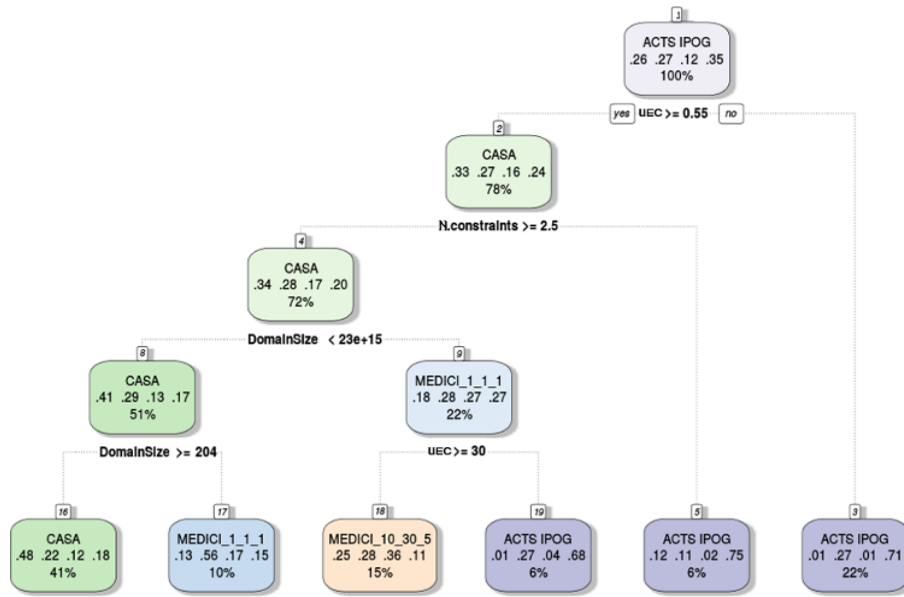 1
ACTS IPOG
.26 .27 .12 .35
100%
yes UEC >= 0.55 no
2
CASA
.33 .27 .16 .24
78%
N.constraints >= 2.5
4
CASA
.34 .28 .17 .20
72%
DomainSize < 23e+15
8
CASA
.41 .29 .13 .17
51%
9
MEDICI_1_1_1
.18 .28 .27 .27
22%
DomainSize >= 204
UEC >= 30
16
CASA
.48 .22 .12 .18
41%
17
MEDICI_1_1_1
.13 .56 .17 .15
10%
18
MEDICI_10_30_5
.25 .28 .36 .11
15%
19
ACTS IPOG
.01 .27 .04 .68
6%
5
ACTS IPOG
.12 .11 .02 .75
6%
3
ACTS IPOG
.01 .27 .01 .71
22%